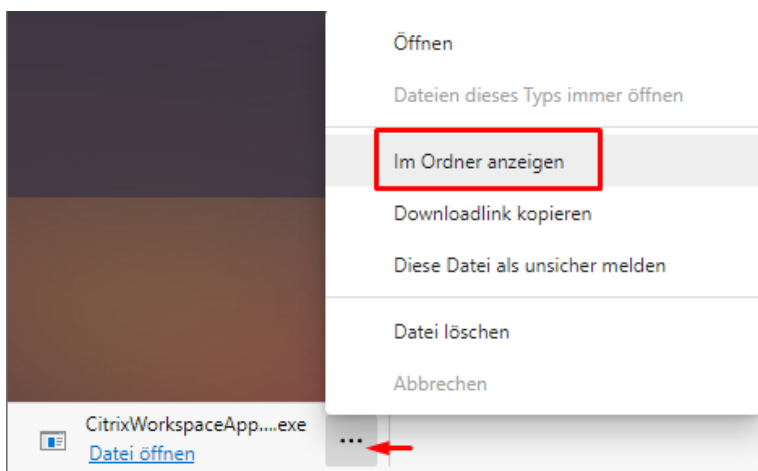 Öffnen
Dateien dieses Typs immer öffnen
Im Ordner anzeigen
Downloadlink kopieren
Diese Datei als unsicher melden
Datei löschen
Abbrechen
CitrixWorkspaceApp....exe
Datei öffnen